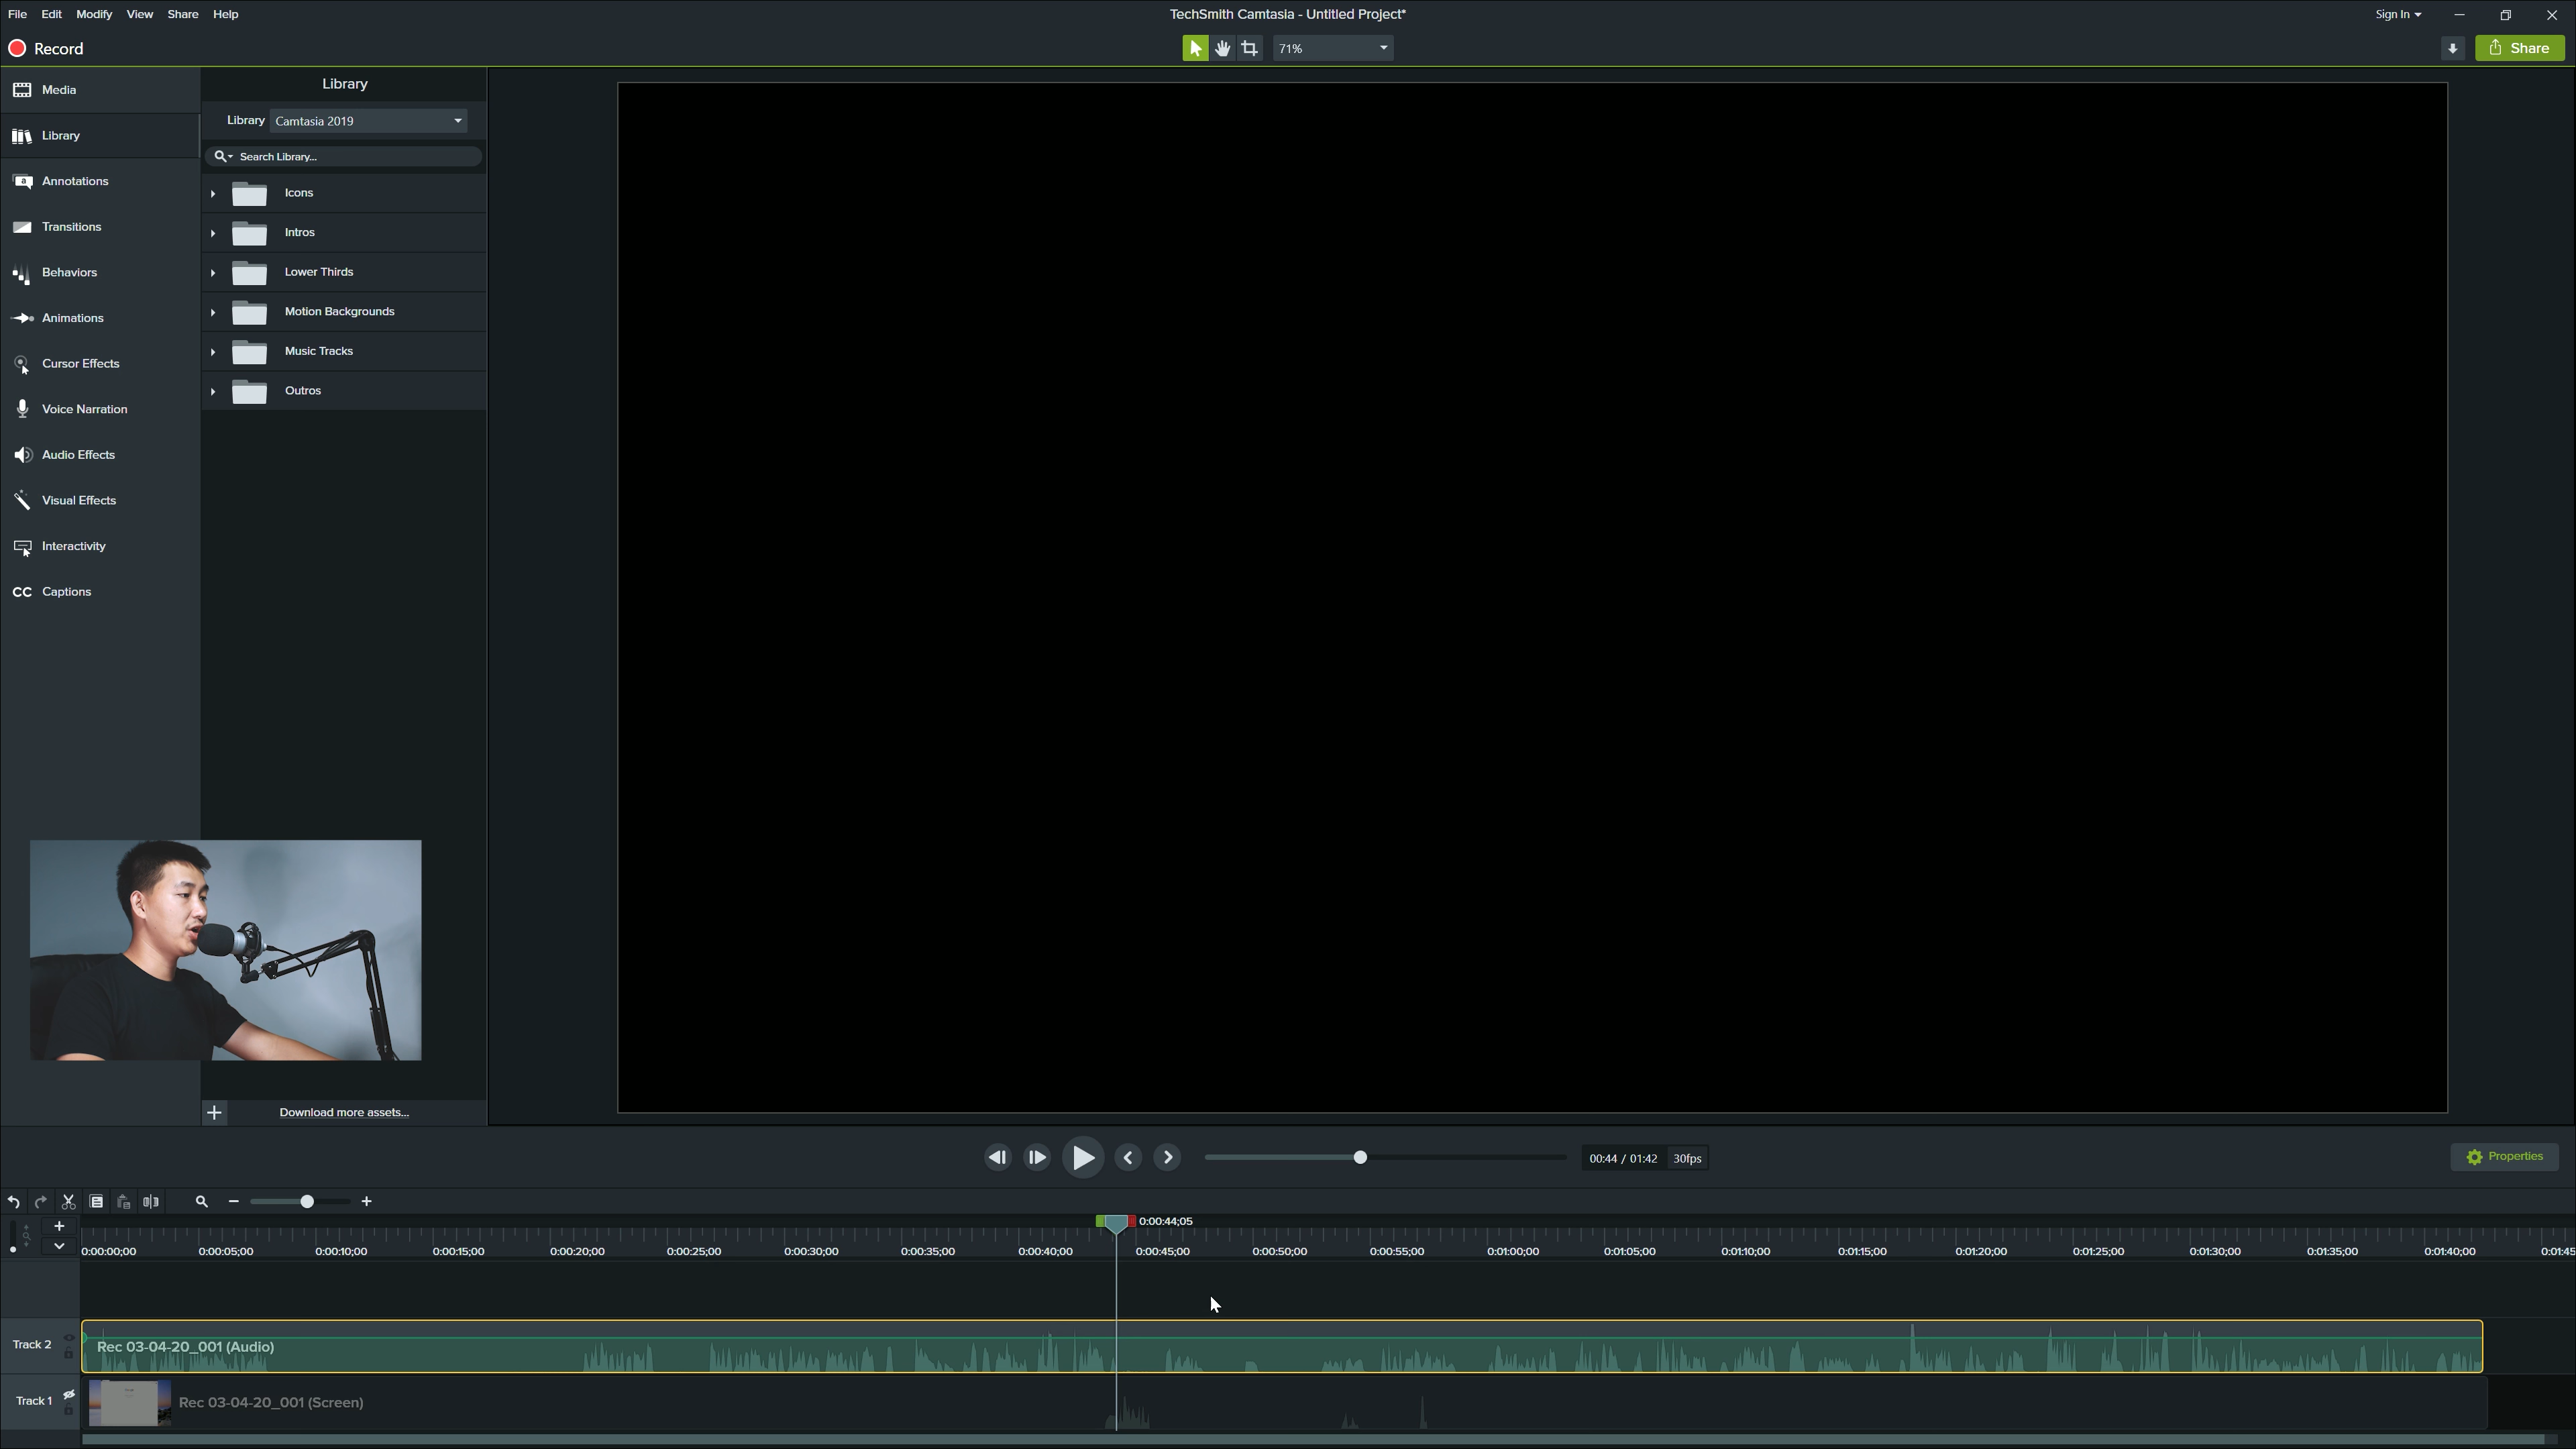 File Edit Modify View Share Help
TechSmith Camtasia - Untitled Project*
Sign In
Record
71%
Share
Media
Library
Annotations
Transitions
Behaviors
Animations
Cursor Effects
Voice Narration
Audio Effects
Visual Effects
Interactivity
CC Captions
Library
Library Camtasia 2019
Search Library...
Icons
Intros
Lower Thirds
Motion Backgrounds
Music Tracks
Outros
Download more assets...
00:44 / 01:42 30fps
Properties
0:00:44;05
0:00:00;00 0:00:05;00 0:00:10;00 0:00:15;00 0:00:20;00 0:00:25;00 0:00:30;00 0:00:35;00 0:00:40;00 0:00:45;00 0:00:50;00 0:00:55;00 0:01:00;00 0:01:05;00 0:01:10;00 0:01:15;00 0:01:20;00 0:01:25;00 0:01:30;00 0:01:35;00 0:01:40;00 0:01:45
Track 2 Rec 03-04-20_001 (Audio)
Track 1 Rec 03-04-20_001 (Screen)